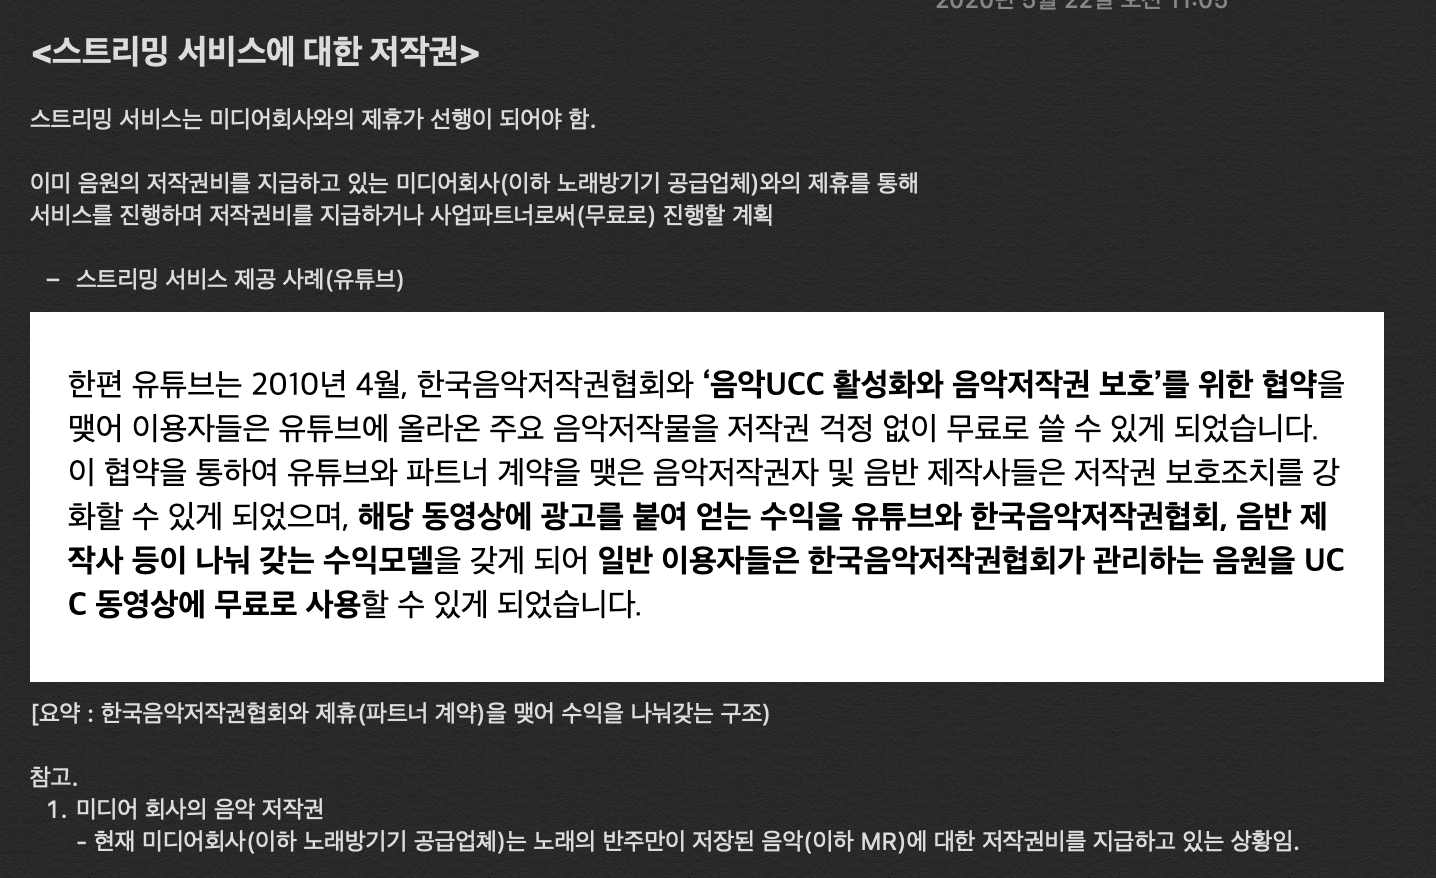 2020년 5월 22일 오전 11:05
<스트리밍 서비스에 대한 저작권>
스트리밍 서비스는 미디어회사와의 제휴가 선행이 되어야 함.
이미 음원의 저작권비를 지급하고 있는 미디어회사(이하 노래방기기 공급업체)와의 제휴를 통해
서비스를 진행하며 저작권비를 지급하거나 사업파트너로써(무료로) 진행할 계획
– 스트리밍 서비스 제공 사례(유튜브)
한편 유튜브는 2010년 4월, 한국음악저작권협회와 ‘음악UCC 활성화와 음악저작권 보호’를 위한 협약을
맺어 이용자들은 유튜브에 올라온 주요 음악저작물을 저작권 걱정 없이 무료로 쓸 수 있게 되었습니다.
이 협약을 통하여 유튜브와 파트너 계약을 맺은 음악저작권자 및 음반 제작사들은 저작권 보호조치를 강
화할 수 있게 되었으며, 해당 동영상에 광고를 붙여 얻는 수익을 유튜브와 한국음악저작권협회, 음반 제
작사 등이 나눠 갖는 수익모델을 갖게 되어 일반 이용자들은 한국음악저작권협회가 관리하는 음원을 UC
C 동영상에 무료로 사용할 수 있게 되었습니다.
[요약 : 한국음악저작권협회와 제휴(파트너 계약)을 맺어 수익을 나눠갖는 구조)
참고.
1. 미디어 회사의 음악 저작권
- 현재 미디어회사(이하 노래방기기 공급업체)는 노래의 반주만이 저장된 음악(이하 MR)에 대한 저작권비를 지급하고 있는 상황임.